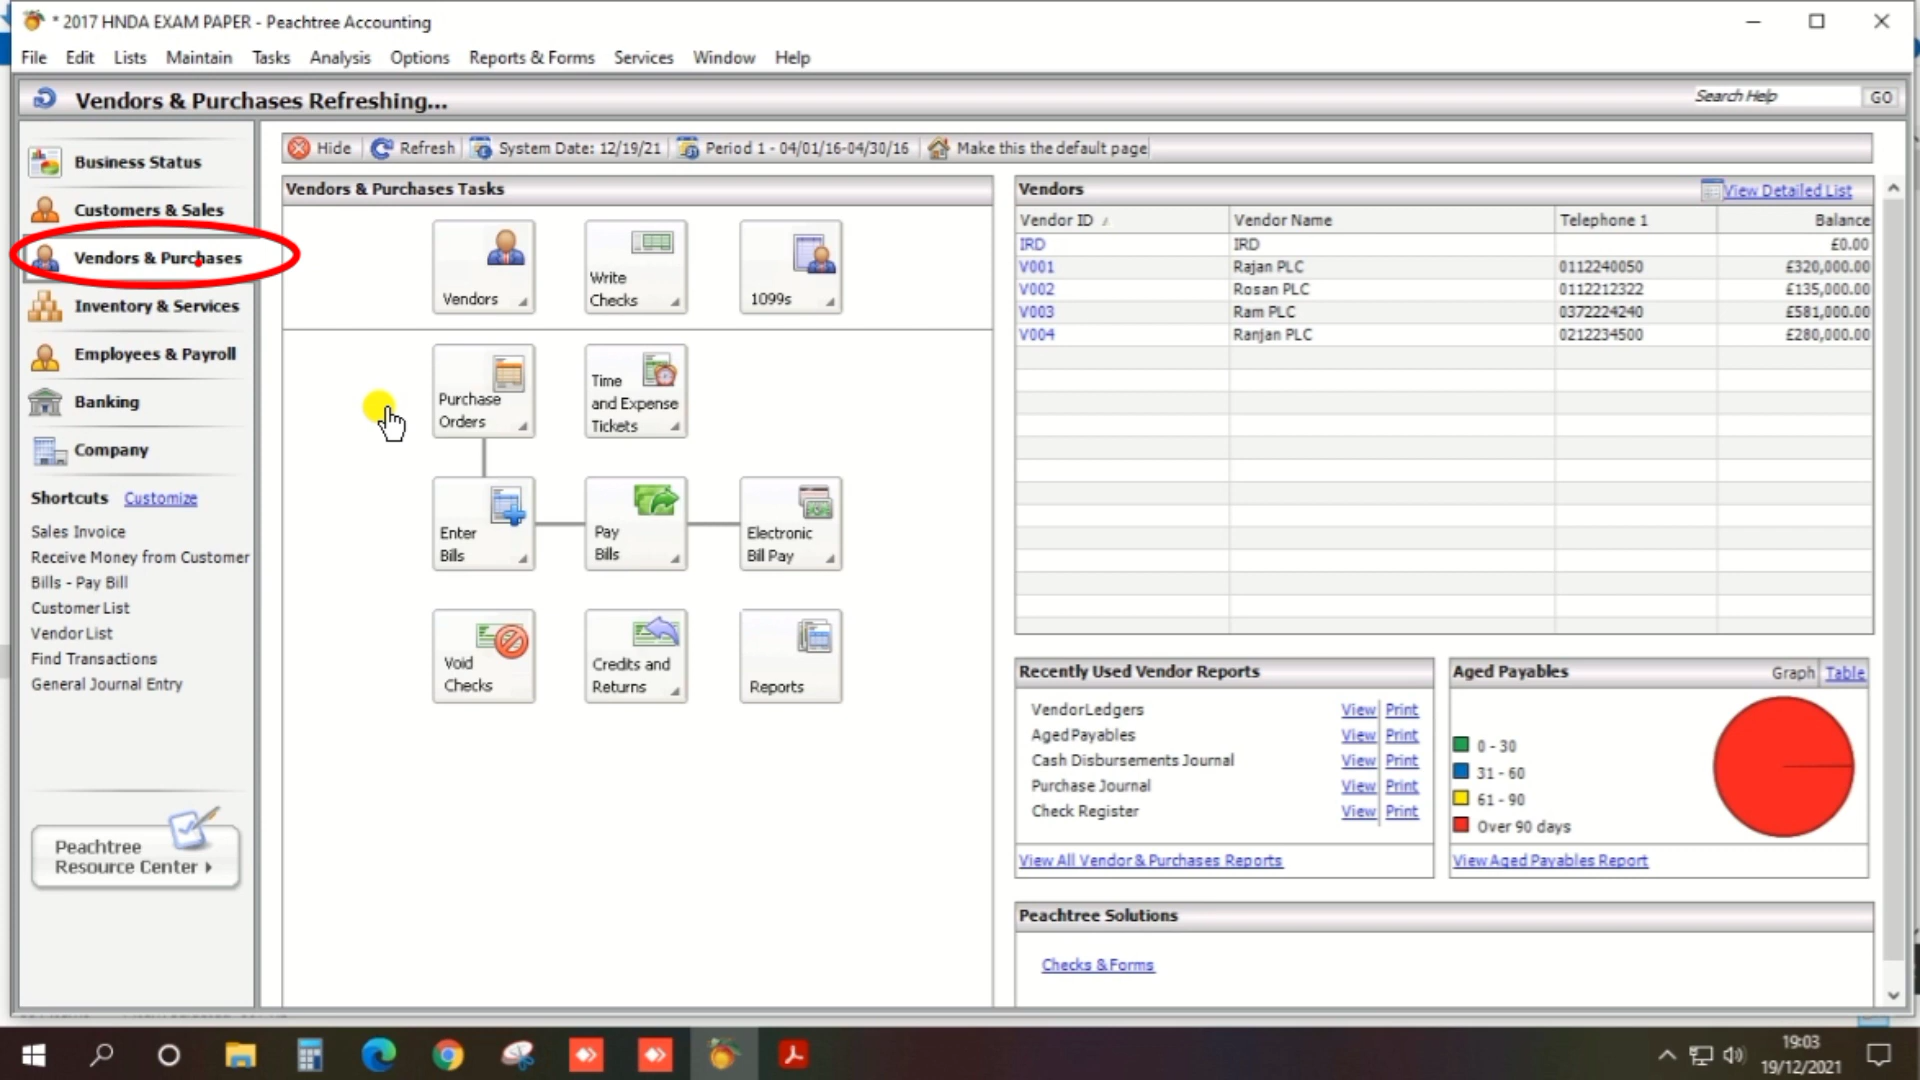 * 2017 HNDA EXAM PAPER - Peachtree Accounting
File Edit Lists Maintain Tasks Analysis Options Reports & Forms Services Window Help
Vendors & Purchases Refreshing...
Search Help GO
Business Status
Customers & Sales
Vendors & Purchases
Inventory & Services
Employees & Payroll
Banking
Company
Shortcuts Customize
Sales Invoice
Receive Money from Customer
Bills - Pay Bill
Customer List
Vendor List
Find Transactions
General Journal Entry
Peachtree
Resource Center
Hide Refresh System Date: 12/19/21 Period 1 - 04/01/16-04/30/16 Make this the default page
Vendors & Purchases Tasks
Vendors
Write
Checks
1099s
Purchase
Orders
Time
and Expense
Tickets
Enter
Bills
Pay
Bills
Electronic
Bill Pay
Void
Checks
Credits and
Returns
Reports
Vendors View Detailed List
Vendor ID Vendor Name Telephone 1 Balance
IRD IRD £0.00
V001 Rajan PLC 0112240050 £320,000.00
V002 Rosan PLC 0112212322 £135,000.00
V003 Ram PLC 0372224240 £581,000.00
V004 Ranjan PLC 0212234500 £280,000.00
Recently Used Vendor Reports
Vendor Ledgers View Print
Aged Payables View Print
Cash Disbursements Journal View Print
Purchase Journal View Print
Check Register View Print
View All Vendor & Purchases Reports
Aged Payables Graph Table
0 - 30
31 - 60
61 - 90
Over 90 days
View Aged Payables Report
Peachtree Solutions
Checks & Forms
19:03
19/12/2021